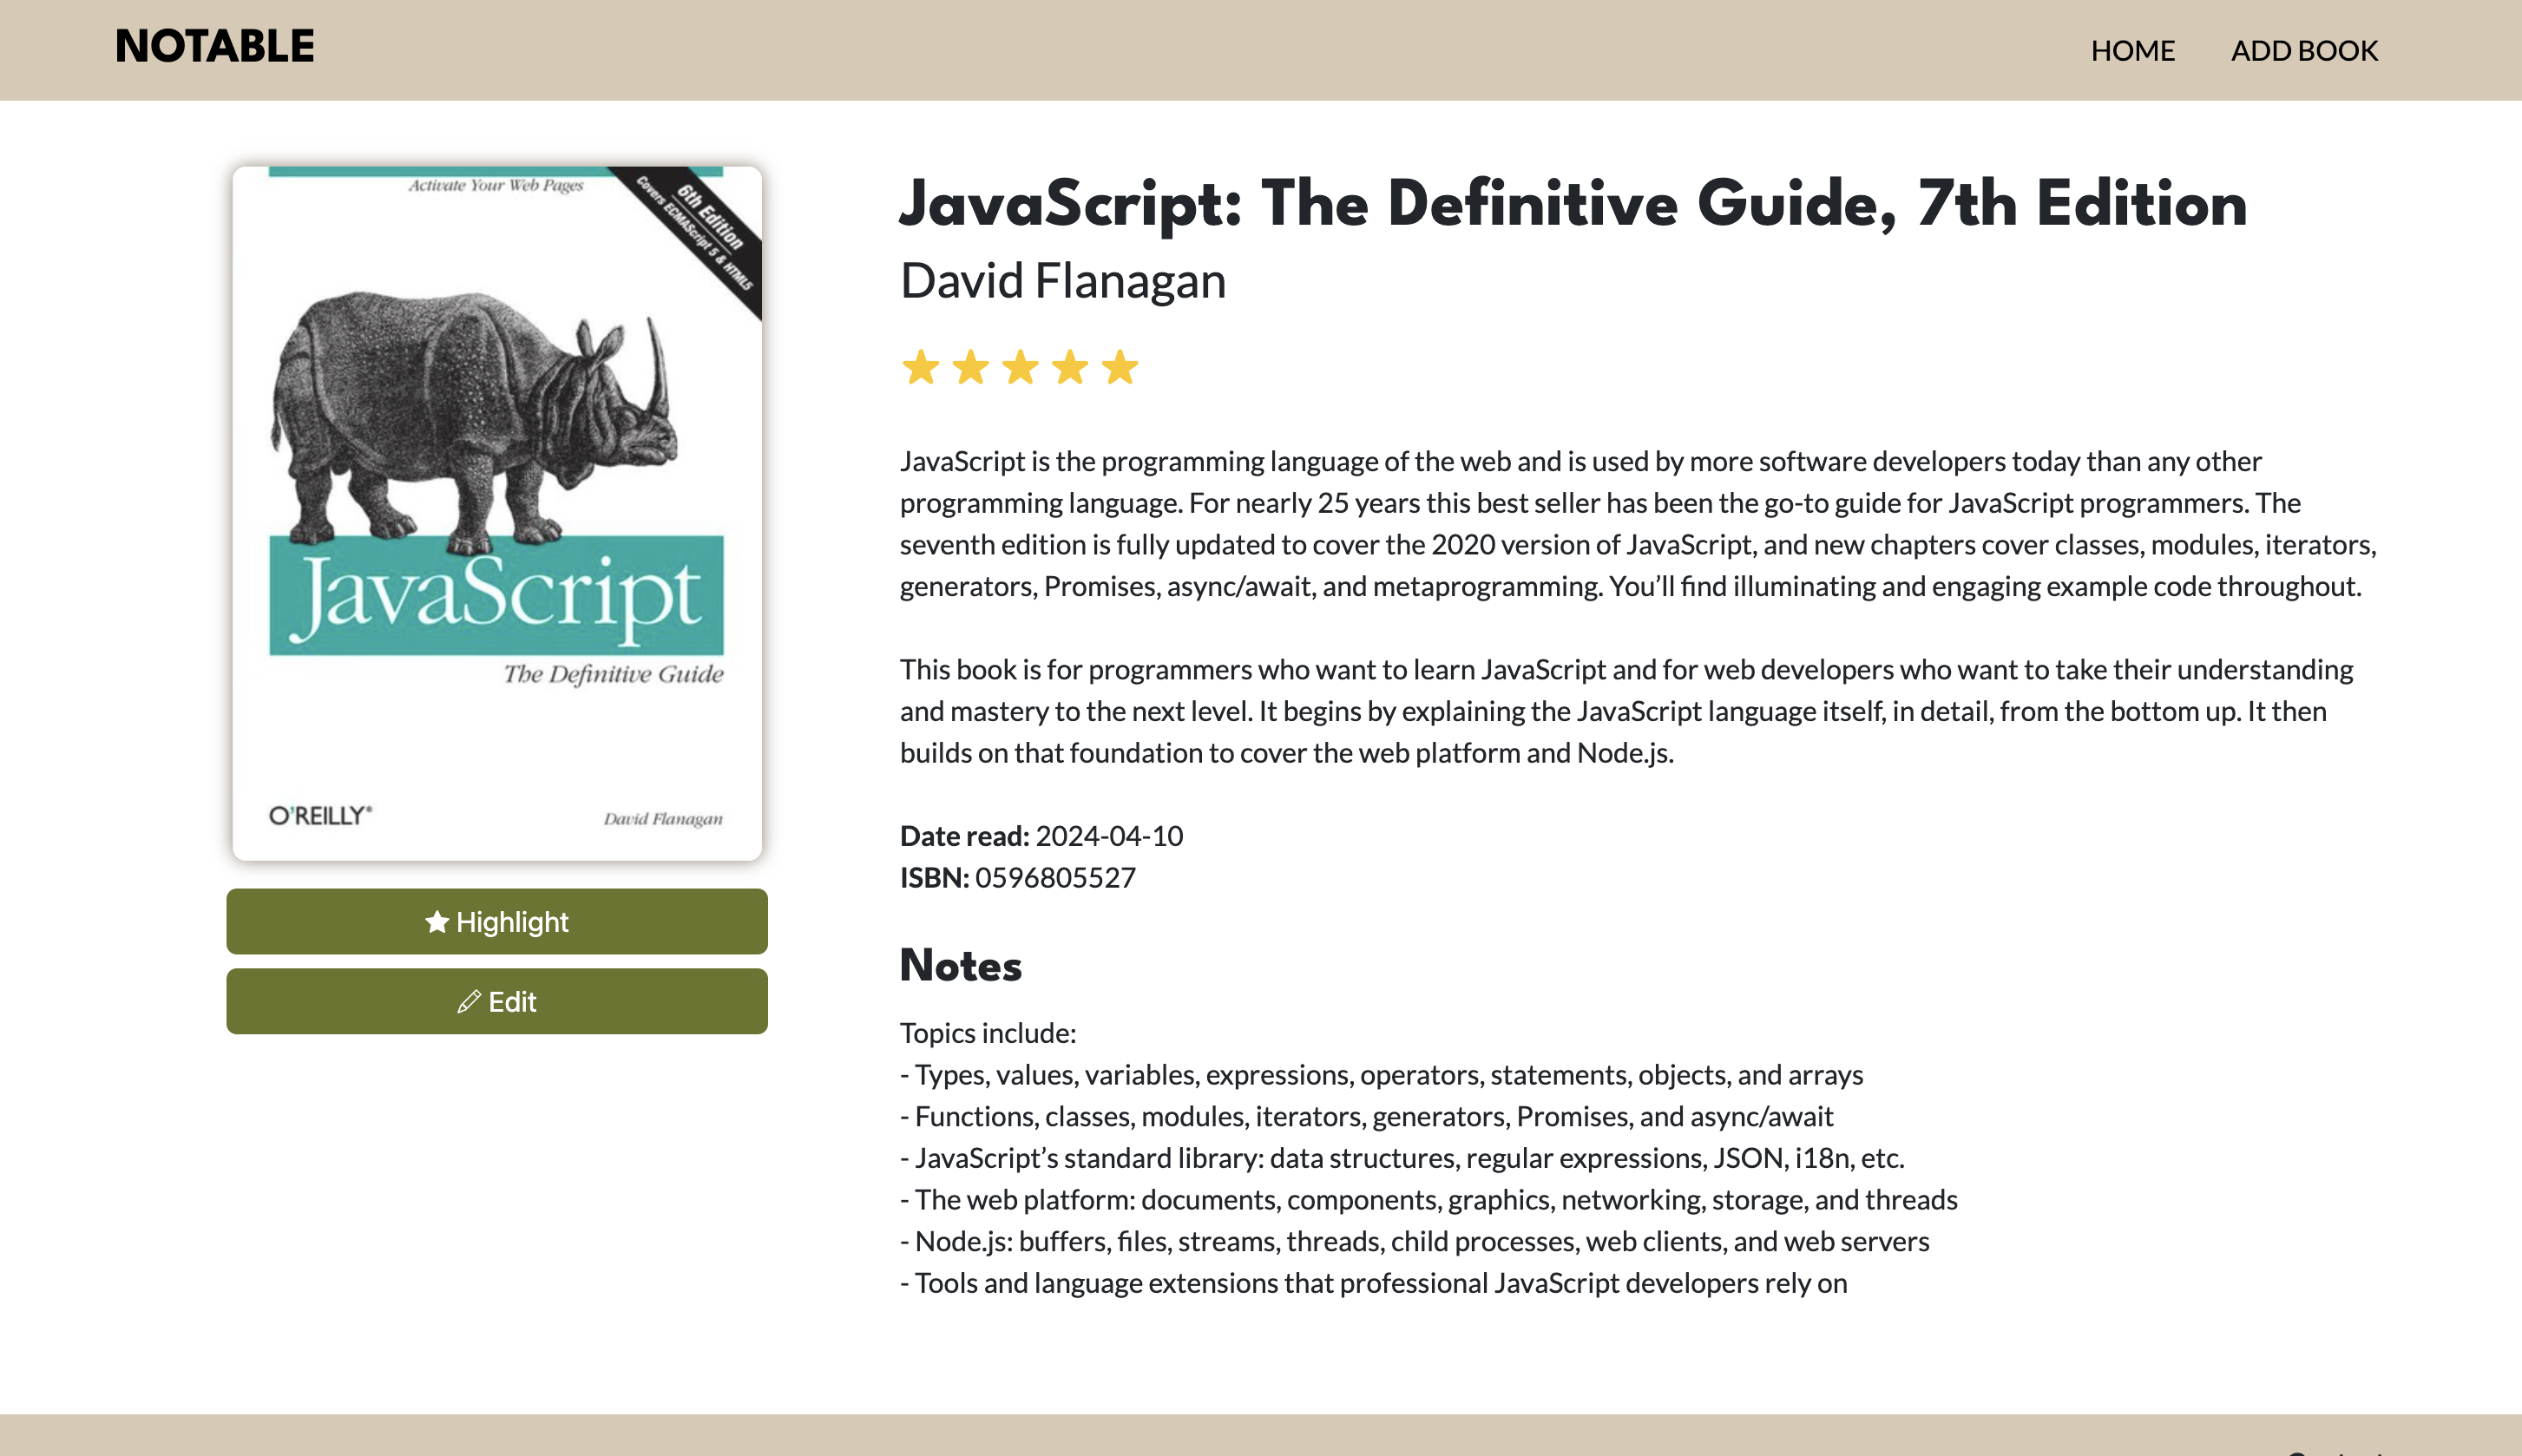 NOTABLE
HOME
ADD BOOK
Activate Your Web Pages
6th Edition
Covers ECMAScript 5 & HTML5
JavaScript
The Definitive Guide
O'REILLY®
David Flanagan
★ Highlight
Edit
JavaScript: The Definitive Guide, 7th Edition
David Flanagan
JavaScript is the programming language of the web and is used by more software developers today than any other
programming language. For nearly 25 years this best seller has been the go-to guide for JavaScript programmers. The
seventh edition is fully updated to cover the 2020 version of JavaScript, and new chapters cover classes, modules, iterators,
generators, Promises, async/await, and metaprogramming. You’ll find illuminating and engaging example code throughout.
This book is for programmers who want to learn JavaScript and for web developers who want to take their understanding
and mastery to the next level. It begins by explaining the JavaScript language itself, in detail, from the bottom up. It then
builds on that foundation to cover the web platform and Node.js.
Date read: 2024-04-10
ISBN: 0596805527
Notes
Topics include:
- Types, values, variables, expressions, operators, statements, objects, and arrays
- Functions, classes, modules, iterators, generators, Promises, and async/await
- JavaScript’s standard library: data structures, regular expressions, JSON, i18n, etc.
- The web platform: documents, components, graphics, networking, storage, and threads
- Node.js: buffers, files, streams, threads, child processes, web clients, and web servers
- Tools and language extensions that professional JavaScript developers rely on